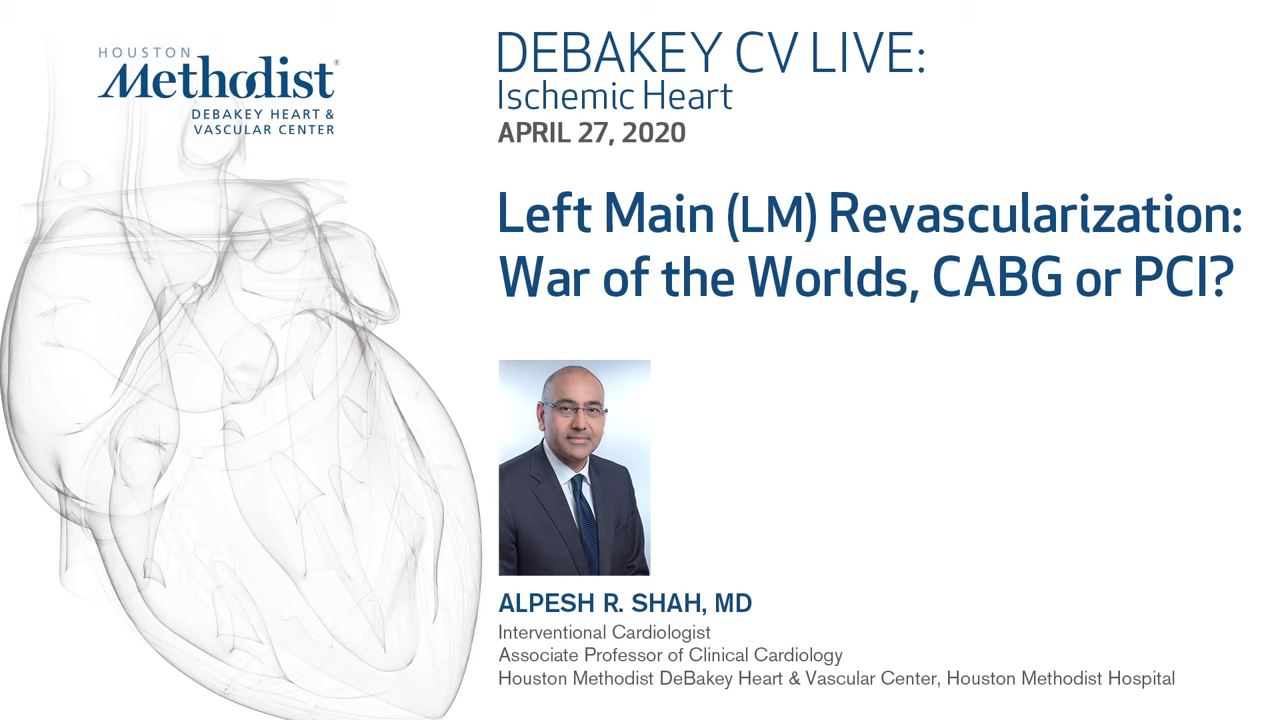 HOUSTON
Methodist®
DEBAKEY HEART &
VASCULAR CENTER
DEBAKEY CV LIVE:
Ischemic Heart
APRIL 27, 2020
Left Main (LM) Revascularization:
War of the Worlds, CABG or PCI?
ALPESH R. SHAH, MD
Interventional Cardiologist
Associate Professor of Clinical Cardiology
Houston Methodist DeBakey Heart & Vascular Center, Houston Methodist Hospital